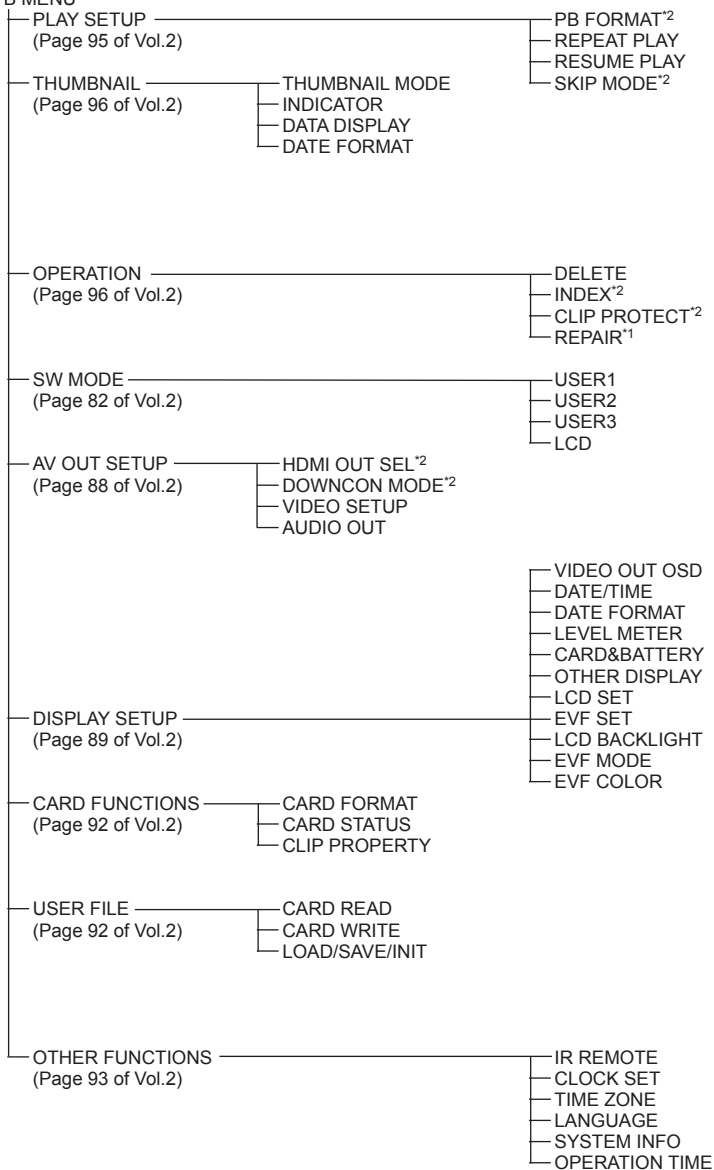 B MENU
PLAY SETUP
(Page 95 of Vol.2)
PB FORMAT*2
REPEAT PLAY
RESUME PLAY
SKIP MODE*2
THUMBNAIL
(Page 96 of Vol.2)
THUMBNAIL MODE
INDICATOR
DATA DISPLAY
DATE FORMAT
OPERATION
(Page 96 of Vol.2)
DELETE
INDEX*2
CLIP PROTECT*2
REPAIR*1
SW MODE
(Page 82 of Vol.2)
USER1
USER2
USER3
LCD
AV OUT SETUP
(Page 88 of Vol.2)
HDMI OUT SEL*2
DOWNCON MODE*2
VIDEO SETUP
AUDIO OUT
DISPLAY SETUP
(Page 89 of Vol.2)
VIDEO OUT OSD
DATE/TIME
DATE FORMAT
LEVEL METER
CARD&BATTERY
OTHER DISPLAY
LCD SET
EVF SET
LCD BACKLIGHT
EVF MODE
EVF COLOR
CARD FUNCTIONS
(Page 92 of Vol.2)
CARD FORMAT
CARD STATUS
CLIP PROPERTY
USER FILE
(Page 92 of Vol.2)
CARD READ
CARD WRITE
LOAD/SAVE/INIT
OTHER FUNCTIONS
(Page 93 of Vol.2)
IR REMOTE
CLOCK SET
TIME ZONE
LANGUAGE
SYSTEM INFO
OPERATION TIME